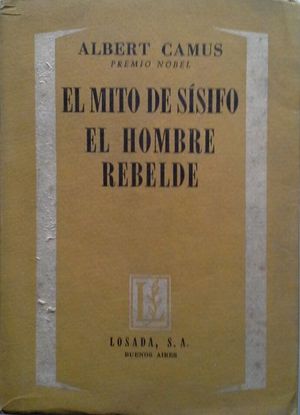 ALBERT CAMUS
PREMIO NOBEL
EL MITO DE SÍSIFO
EL HOMBRE
REBELDE
L
LOSADA, S. A.
BUENOS AIRES